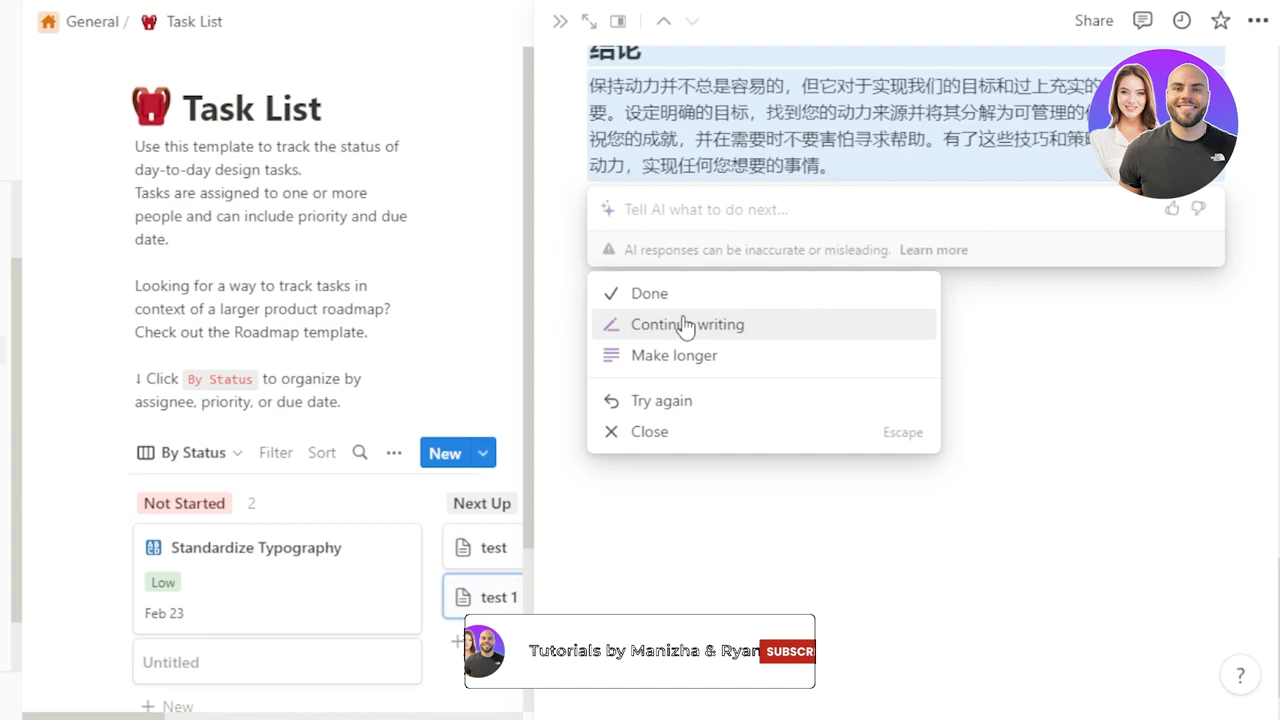 General / Task List
Share
Task List
Use this template to track the status of
day-to-day design tasks.
Tasks are assigned to one or more
people and can include priority and due
date.
Looking for a way to track tasks in
context of a larger product roadmap?
Check out the Roadmap template.
↓ Click By Status to organize by
assignee, priority, or due date.
By Status Filter Sort New
Not Started 2 Next Up
Standardize Typography
Low
Feb 23
Untitled
New
test
test 1
结论
保持动力并不总是容易的，但它对于实现我们的目标和过上充实的
要。设定明确的目标，找到您的动力来源并将其分解为可管理的
祝您的成就，并在需要时不要害怕寻求帮助。有了这些技巧和策
动力，实现任何您想要的事情。
Tell AI what to do next...
AI responses can be inaccurate or misleading. Learn more
Done
Continue writing
Make longer
Try again
Close Escape
Tutorials by Manizha & Ryan SUBSCR
?